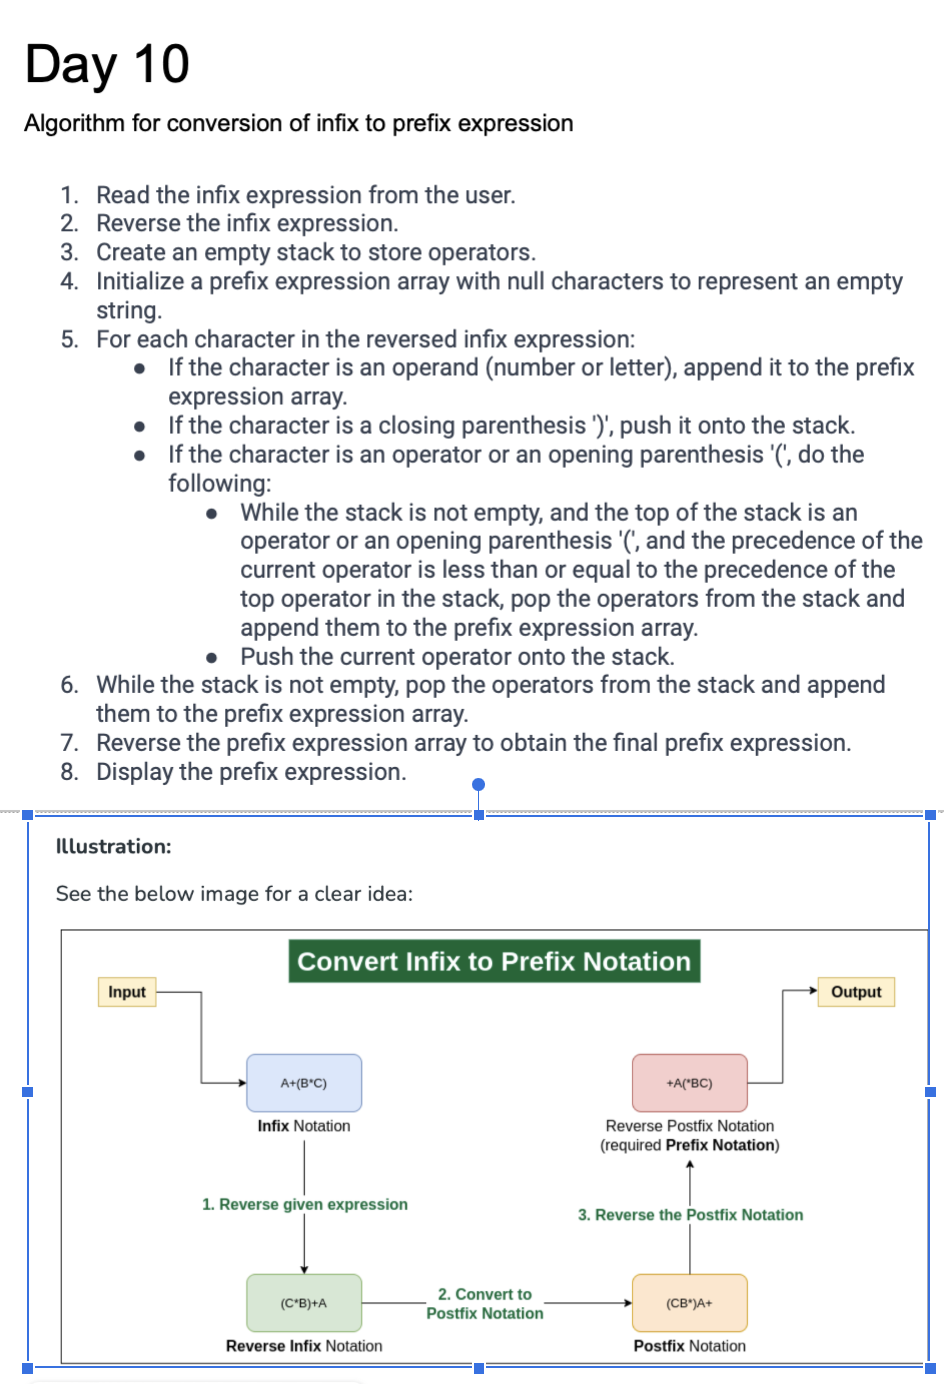 Day 10
Algorithm for conversion of infix to prefix expression
1. Read the infix expression from the user.
2. Reverse the infix expression.
3. Create an empty stack to store operators.
4. Initialize a prefix expression array with null characters to represent an empty
string.
5. For each character in the reversed infix expression:
● If the character is an operand (number or letter), append it to the prefix
expression array.
● If the character is a closing parenthesis ')', push it onto the stack.
● If the character is an operator or an opening parenthesis '(', do the
following:
● While the stack is not empty, and the top of the stack is an
operator or an opening parenthesis '(', and the precedence of the
current operator is less than or equal to the precedence of the
top operator in the stack, pop the operators from the stack and
append them to the prefix expression array.
● Push the current operator onto the stack.
6. While the stack is not empty, pop the operators from the stack and append
them to the prefix expression array.
7. Reverse the prefix expression array to obtain the final prefix expression.
8. Display the prefix expression.
Illustration:
See the below image for a clear idea:
Convert Infix to Prefix Notation
Input
Output
A+(B*C)
Infix Notation
+A(*BC)
Reverse Postfix Notation
(required Prefix Notation)
1. Reverse given expression
3. Reverse the Postfix Notation
(C*B)+A
Reverse Infix Notation
2. Convert to
Postfix Notation
(CB*)A+
Postfix Notation